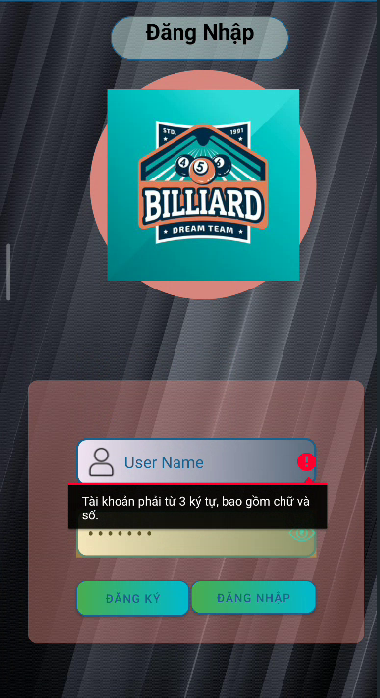 Đăng Nhập
STD. 1991
4 5 6
BILLIARD
DREAM TEAM
User Name
Tài khoản phải từ 3 ký tự, bao gồm chữ và
số.
ĐĂNG KÝ ĐĂNG NHẬP